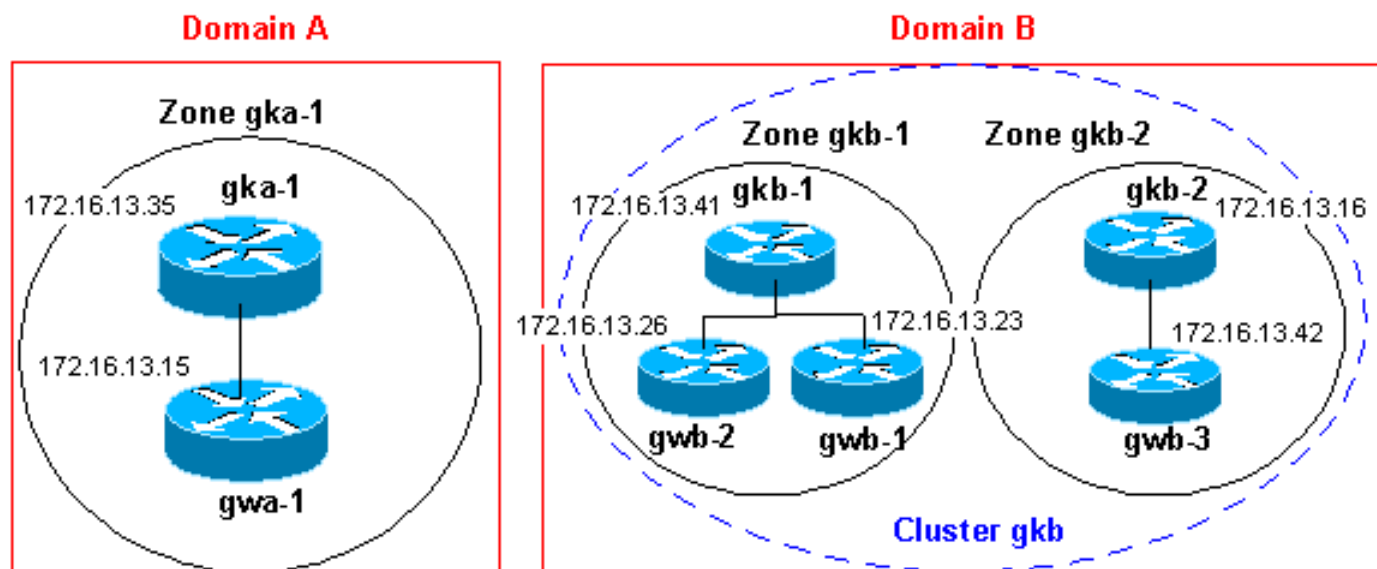 Domain A
Domain B
Zone gka-1
gka-1
172.16.13.35
172.16.13.15
gwa-1
Zone gkb-1
Zone gkb-2
gkb-1
172.16.13.41
172.16.13.26
172.16.13.23
gwb-2
gwb-1
gkb-2
172.16.13.16
172.16.13.42
gwb-3
Cluster gkb